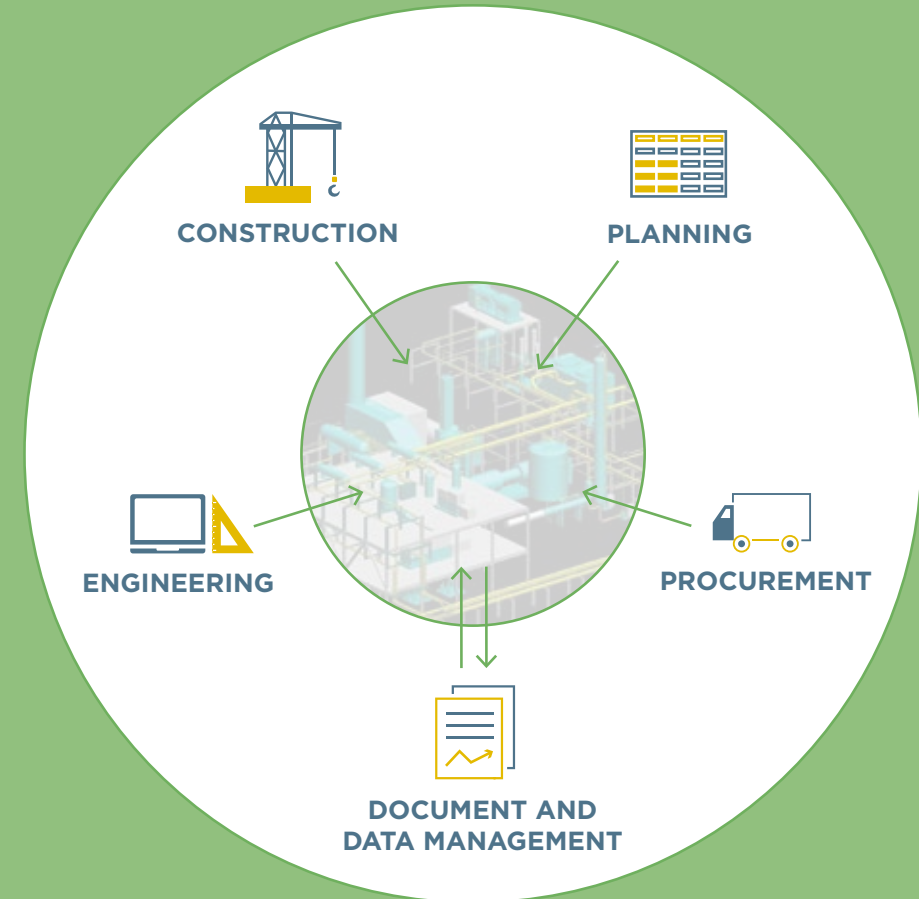 CONSTRUCTION
PLANNING
ENGINEERING
PROCUREMENT
DOCUMENT AND
DATA MANAGEMENT